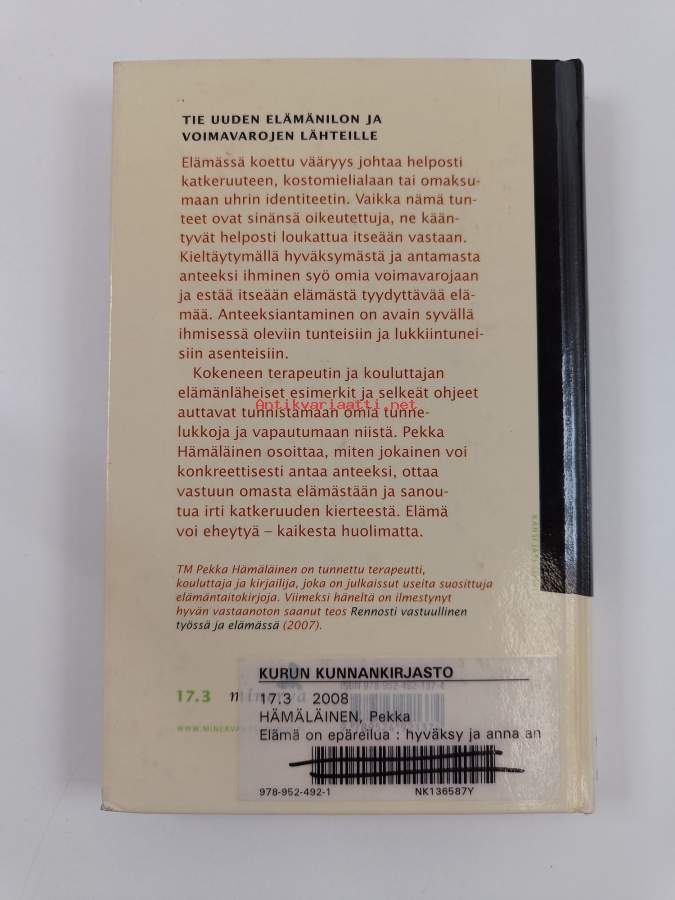 TIE UUDEN ELÄMÄNILON JA
VOIMAVAROJEN LÄHTEILLE
Elämässä koettu vääryys johtaa helposti
katkeruuteen, kostomielialaan tai omaksu-
maan uhrin identiteetin. Vaikka nämä tun-
teet ovat sinänsä oikeutettuja, ne kään-
tyvät helposti loukattua itseään vastaan.
Kieltäytymällä hyväksymästä ja antamasta
anteeksi ihminen syö omia voimavarojaan
ja estää itseään elämästä tyydyttävää elä-
mää. Anteeksiantaminen on avain syvällä
ihmisessä oleviin tunteisiin ja lukkiintunei-
siin asenteisiin.
Kokeneen terapeutin ja kouluttajan
elämänläheiset esimerkit ja selkeät ohjeet
Antikvariaatti.net
auttavat tunnistamaan omia tunne-
lukkoja ja vapautumaan niistä. Pekka
Hämäläinen osoittaa, miten jokainen voi
konkreettisesti antaa anteeksi, ottaa
vastuun omasta elämästään ja sanou-
tua irti katkeruuden kierteestä. Elämä
voi eheytyä – kaikesta huolimatta.
TM Pekka Hämäläinen on tunnettu terapeutti,
kouluttaja ja kirjailija, joka on julkaissut useita suosittuja
elämäntaitokirjoja. Viimeksi häneltä on ilmestynyt
hyvän vastaanoton saanut teos Rennosti vastuullinen
työssä ja elämässä (2007).
17.3 minerva
WWW.MINERVA
KURUN KUNNANKIRJASTO
17.3 2008
HÄMÄLÄINEN, Pekka
Elämä on epäreilua : hyväksy ja anna an
978-952-492-1 NK136587Y